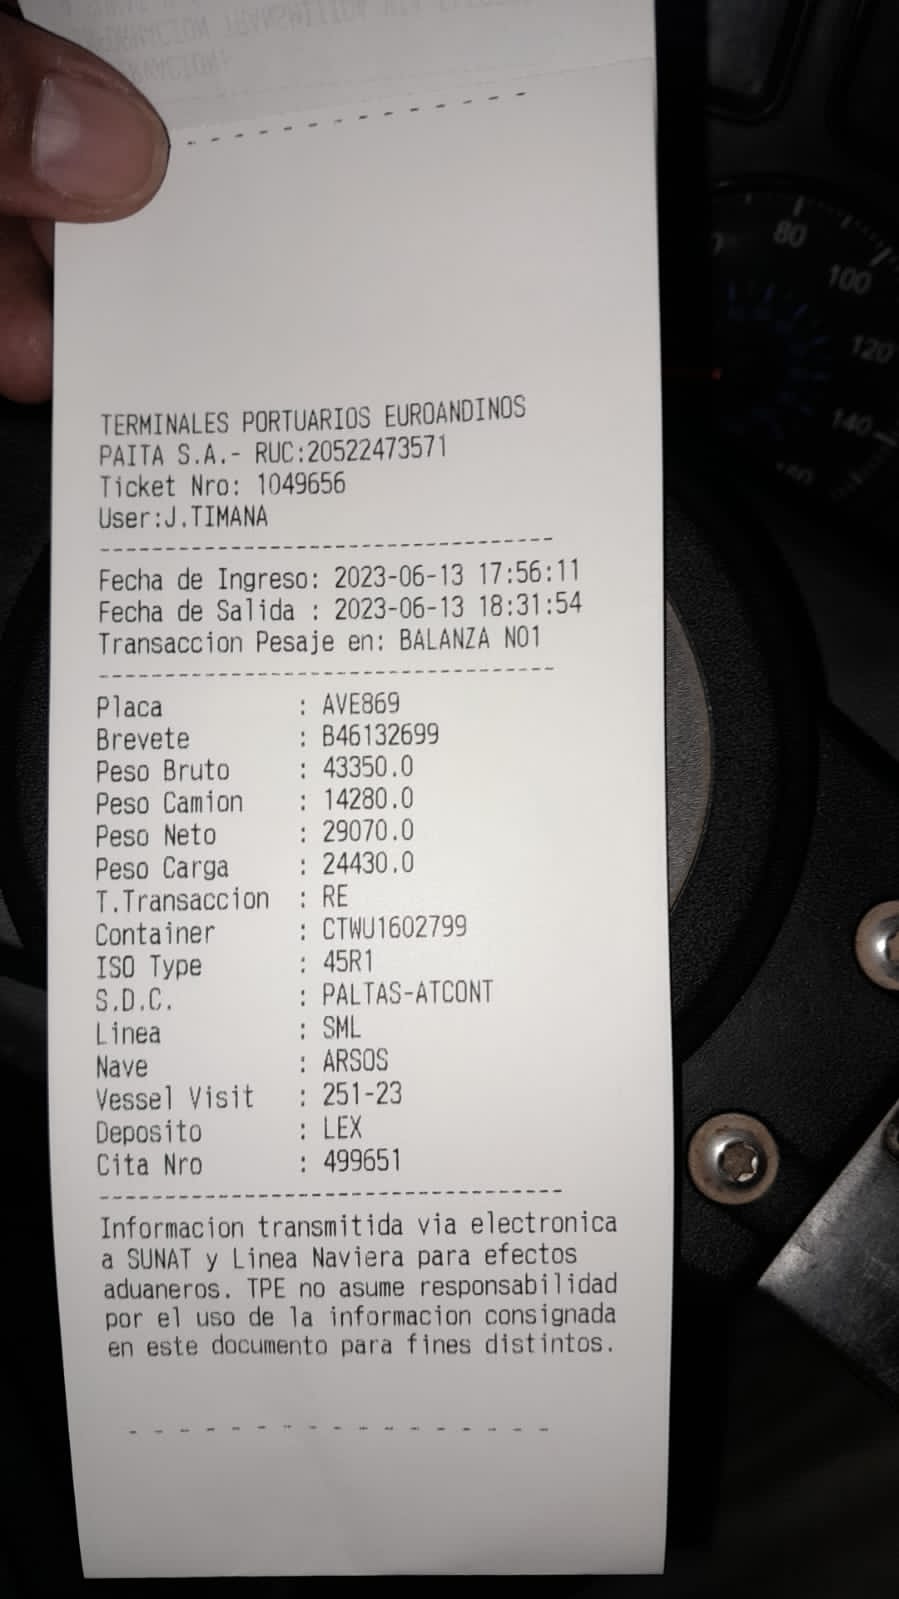 TERMINALES PORTUARIOS EUROANDINOS
PAITA S.A.- RUC:20522473571
Ticket Nro: 1049656
User:J.TIMANA
Fecha de Ingreso: 2023-06-13 17:56:11
Fecha de Salida : 2023-06-13 18:31:54
Transaccion Pesaje en: BALANZA NO1
Placa : AVE869
Brevete : B46132699
Peso Bruto : 43350.0
Peso Camion : 14280.0
Peso Neto : 29070.0
Peso Carga : 24430.0
T.Transaccion : RE
Container : CTWU1602799
ISO Type : 45R1
S.D.C. : PALTAS-ATCONT
Linea : SML
Nave : ARSOS
Vessel Visit : 251-23
Deposito : LEX
Cita Nro : 499651
Informacion transmitida via electronica
a SUNAT y Linea Naviera para efectos
aduaneros. TPE no asume responsabilidad
por el uso de la informacion consignada
en este documento para fines distintos.
80
100
120
140